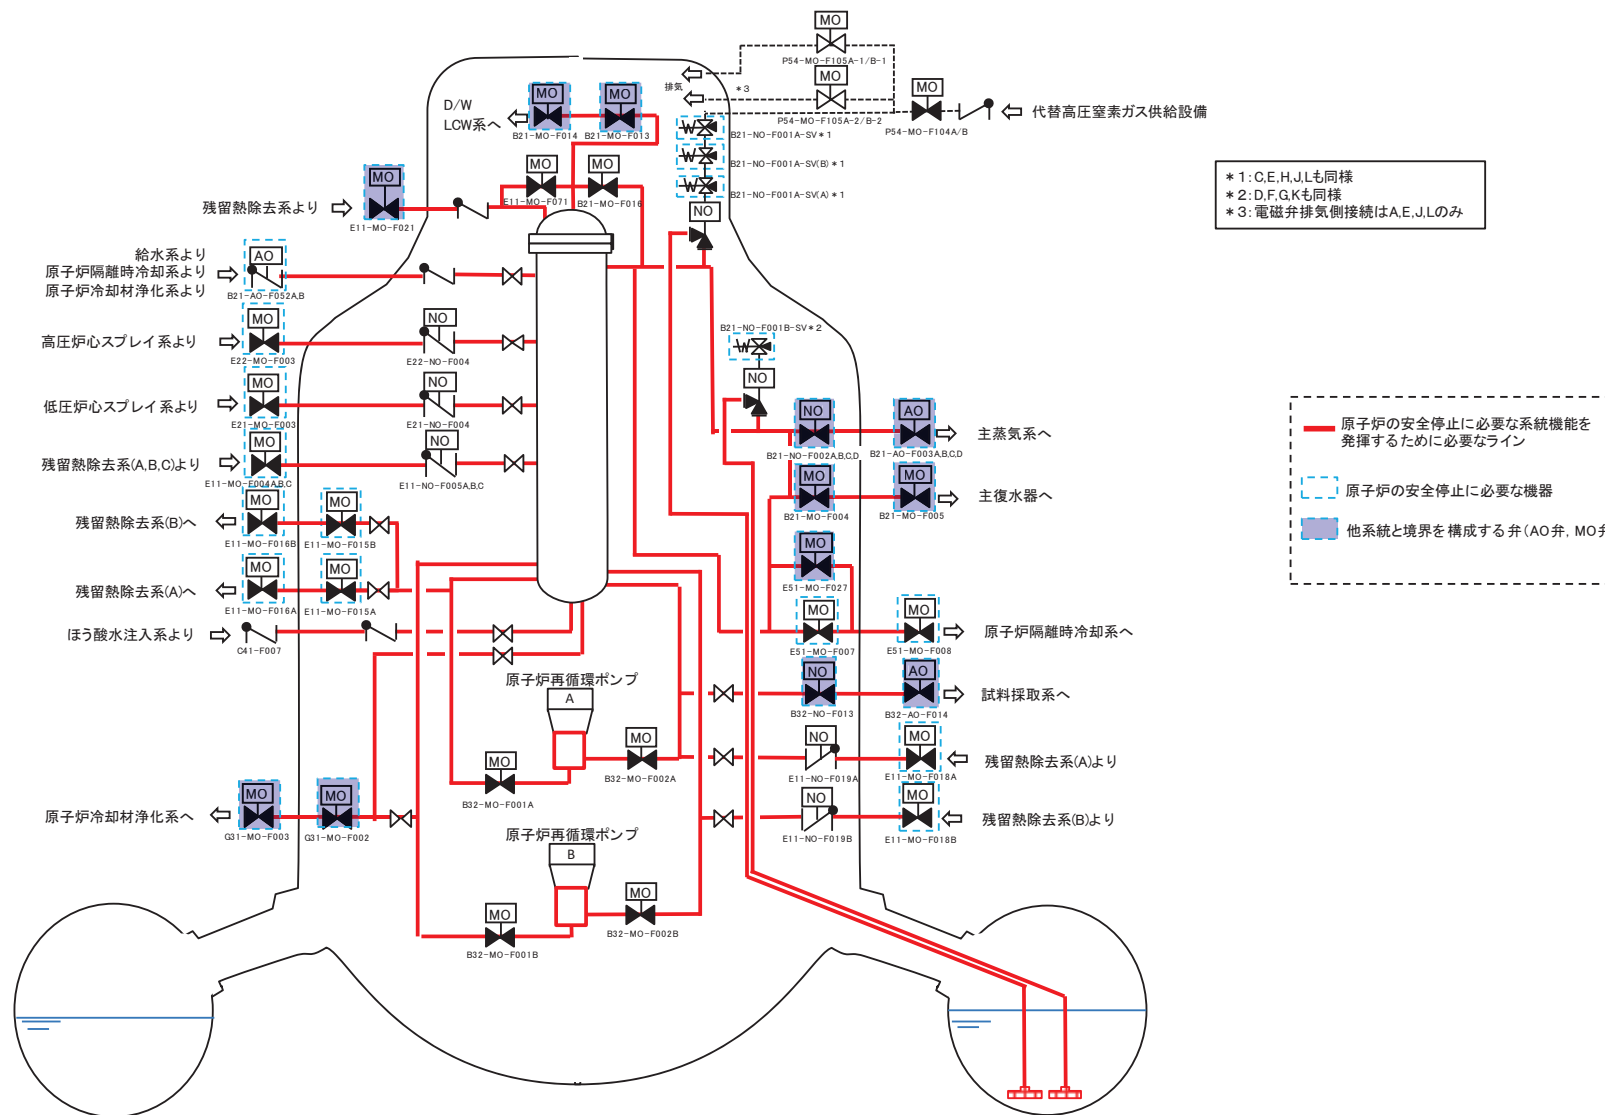 MO
P54-MO-F105A-1/B-1
排気
＊3
MO
P54-MO-F105A-2/B-2
MO
P54-MO-F104A/B
代替高圧窒素ガス供給設備
D/W
LCW系へ
MO
B21-MO-F014
MO
B21-MO-F013
B21-NO-F001A-SV＊1
B21-NO-F001A-SV(B)＊1
B21-NO-F001A-SV(A)＊1
NO
＊1：C,E,H,J,Lも同様
＊2：D,F,G,Kも同様
＊3：電磁弁排気側接続はA,E,J,Lのみ
残留熱除去系より
MO
E11-MO-F021
MO
E11-MO-F071
MO
B21-MO-F016
給水系より
原子炉隔離時冷却系より
原子炉冷却材浄化系より
AO
B21-AO-F052A,B
高圧炉心スプレイ系より
MO
E22-MO-F003
NO
E22-NO-F004
B21-NO-F001B-SV＊2
NO
低圧炉心スプレイ系より
MO
E21-MO-F003
NO
E21-NO-F004
NO
B21-NO-F002A,B,C,D
AO
B21-AO-F003A,B,C,D
主蒸気系へ
原子炉の安全停止に必要な系統機能を
発揮するために必要なライン
原子炉の安全停止に必要な機器
他系統と境界を構成する弁(AO弁, MO弁
残留熱除去系(A,B,C)より
MO
E11-MO-F004A,B,C
NO
E11-NO-F005A,B,C
MO
B21-MO-F004
MO
B21-MO-F005
主復水器へ
残留熱除去系(B)へ
MO
E11-MO-F016B
MO
E11-MO-F015B
MO
E51-MO-F027
残留熱除去系(A)へ
MO
E11-MO-F016A
MO
E11-MO-F015A
ほう酸水注入系より
C41-F007
MO
E51-MO-F007
MO
E51-MO-F008
原子炉隔離時冷却系へ
原子炉再循環ポンプ
A
NO
B32-NO-F013
AO
B32-AO-F014
試料採取系へ
MO
B32-MO-F001A
MO
B32-MO-F002A
NO
E11-NO-F019A
MO
E11-MO-F018A
残留熱除去系(A)より
原子炉冷却材浄化系へ
MO
G31-MO-F003
MO
G31-MO-F002
原子炉再循環ポンプ
B
NO
E11-NO-F019B
MO
E11-MO-F018B
残留熱除去系(B)より
MO
B32-MO-F001B
MO
B32-MO-F002B